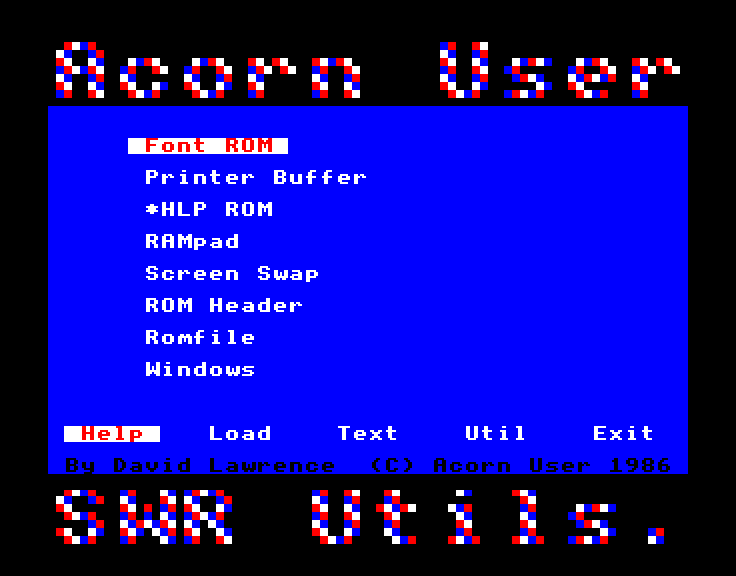 Acorn User
Font ROM
Printer Buffer
*HLP ROM
RAMpad
Screen Swap
ROM Header
Romfile
Windows
Help Load Text Util Exit
By David Lawrence (C) Acorn User 1986
SWR Utils.